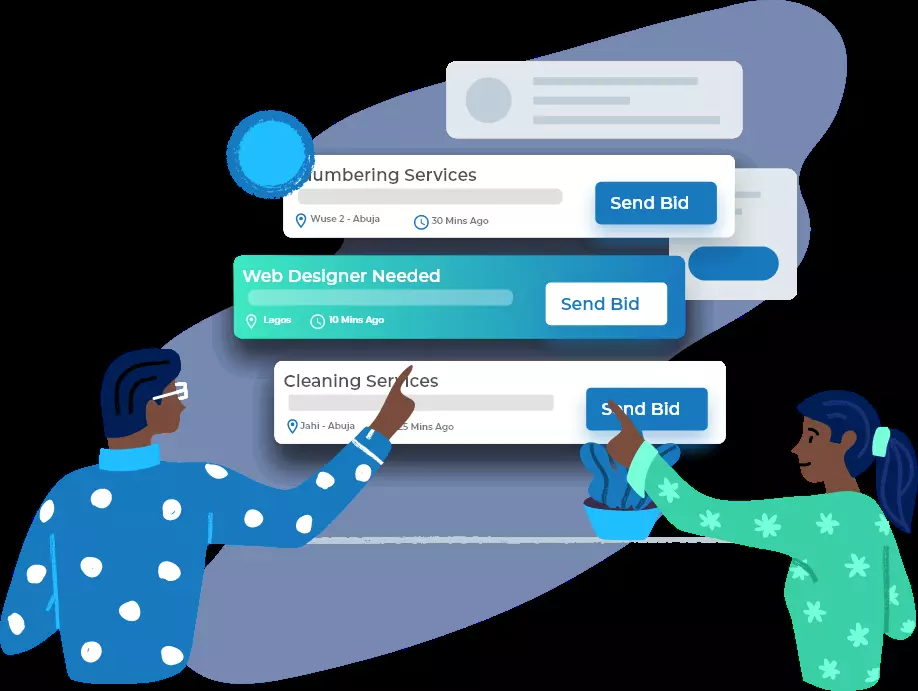 lumbering Services
Send Bid
Wuse 2 - Abuja
30 Mins Ago
Web Designer Needed
Send Bid
Lagos
10 Mins Ago
Cleaning Services
Send Bid
Jahi - Abuja
25 Mins Ago